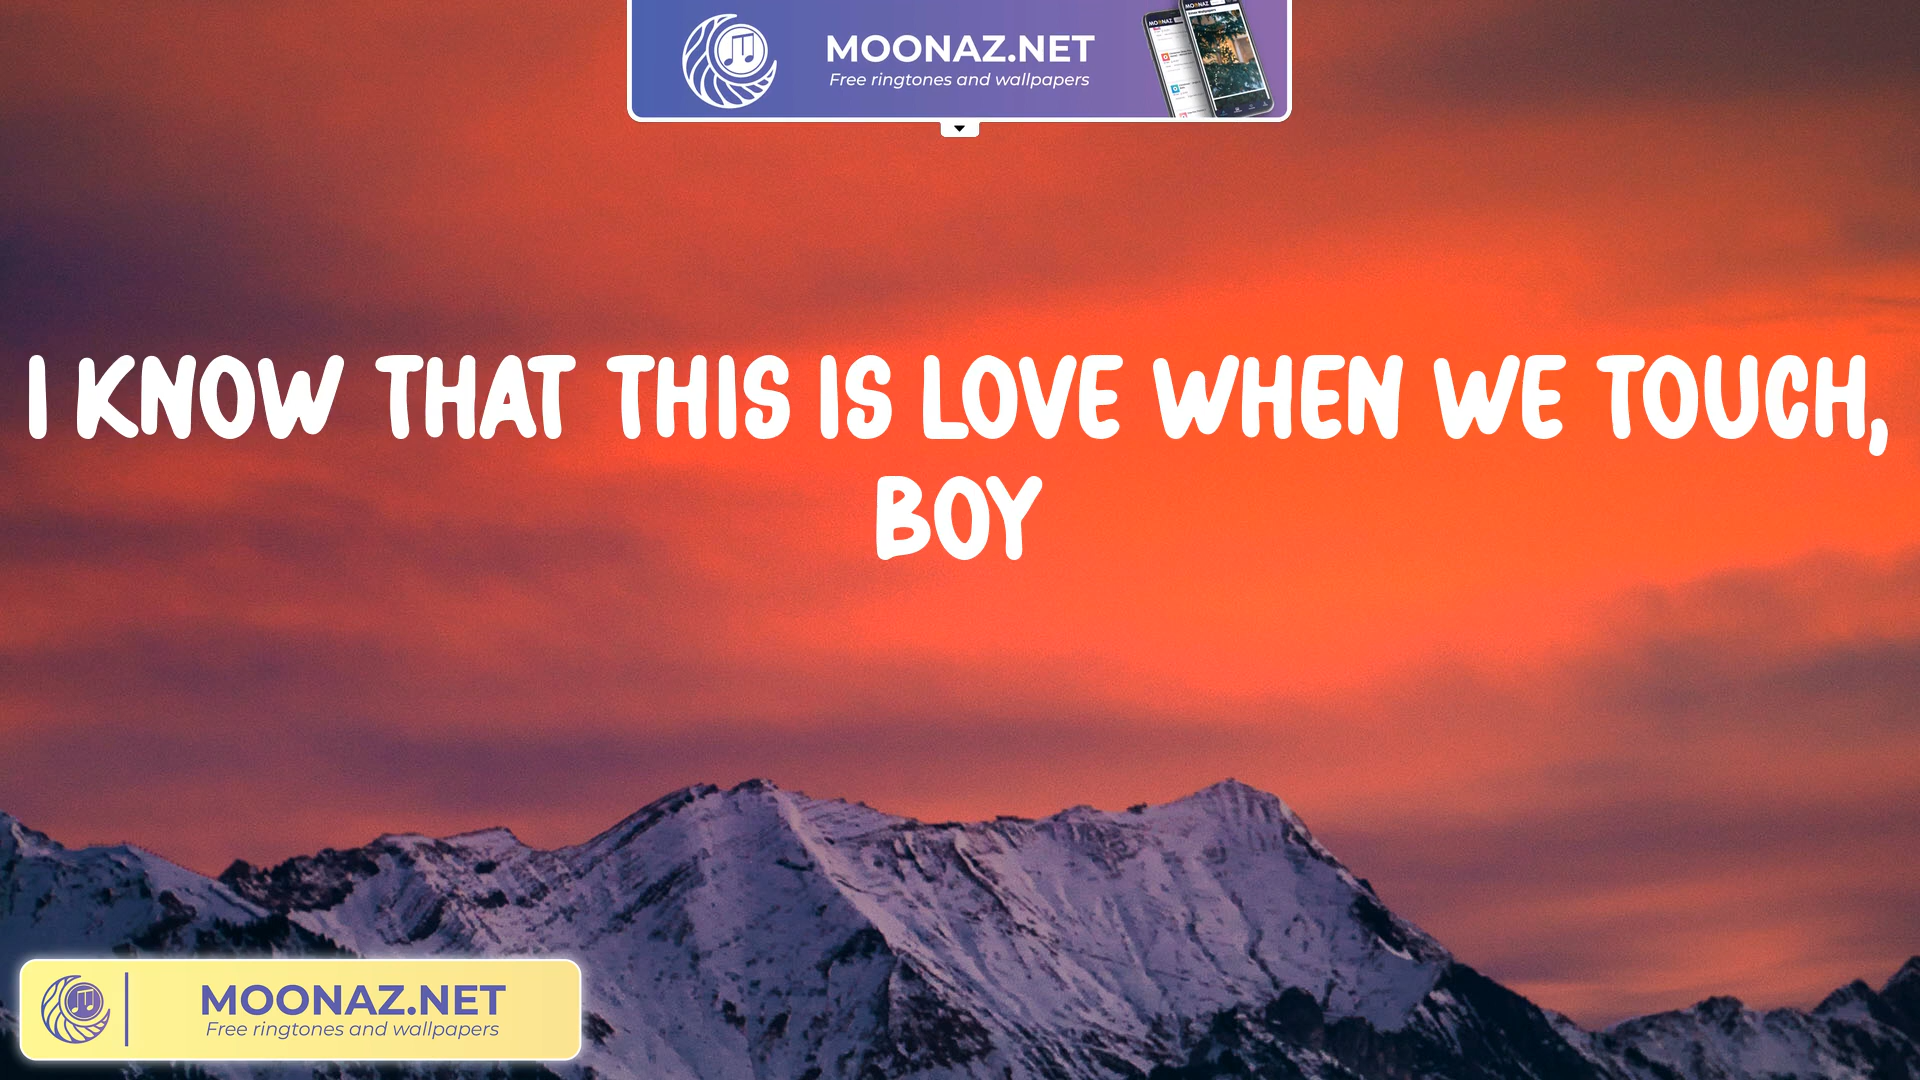 MOONAZ.NET
Free ringtones and wallpapers
I KNOW THAT THIS IS LOVE WHEN WE TOUCH,
BOY
MOONAZ.NET
Free ringtones and wallpapers